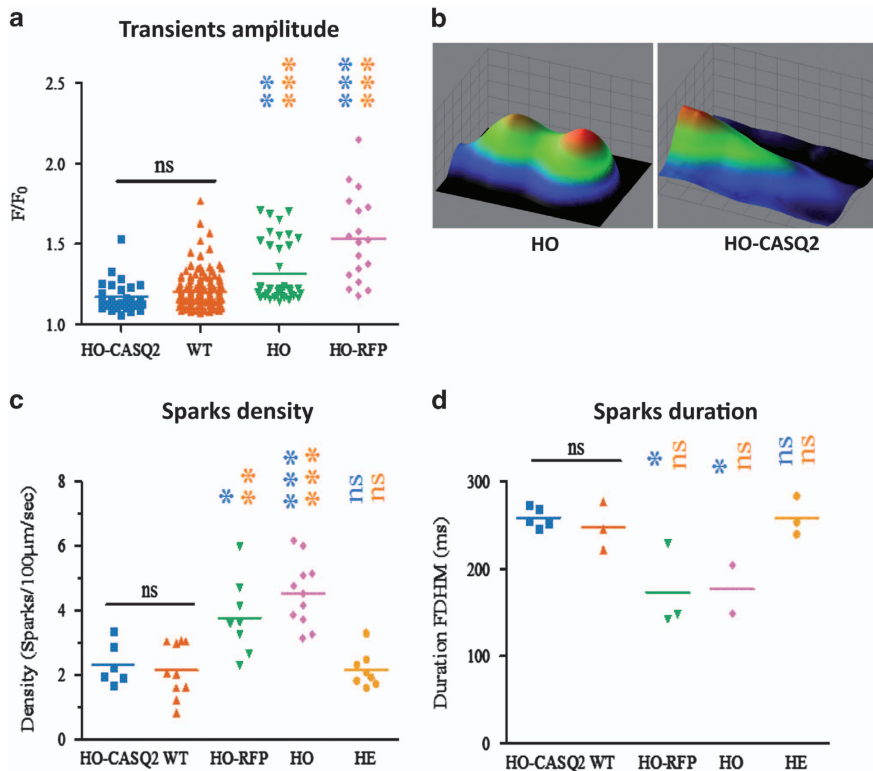 a
Transients amplitude
2.5
2.0
1.5
1.0
F/F0
ns
** *** *** ***
HO-CASQ2 WT HO HO-RFP
b
HO HO-CASQ2
c
Sparks density
8
6
4
2
0
Density (Sparks/100µm/sec)
ns
* ** *** *** ns ns
HO-CASQ2 WT HO-RFP HO HE
d
Sparks duration
300
200
100
0
Duration FDHM (ms)
ns
* ns * ns ns ns
HO-CASQ2 WT HO-RFP HO HE